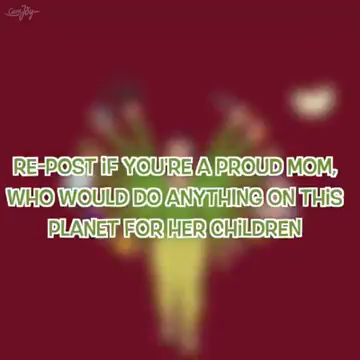 RE-POST iF YOU'RE A PROUD MOM,
WHO WOULD DO ANYTHING ON THiS
PLANET FOR HER CHiLDREN